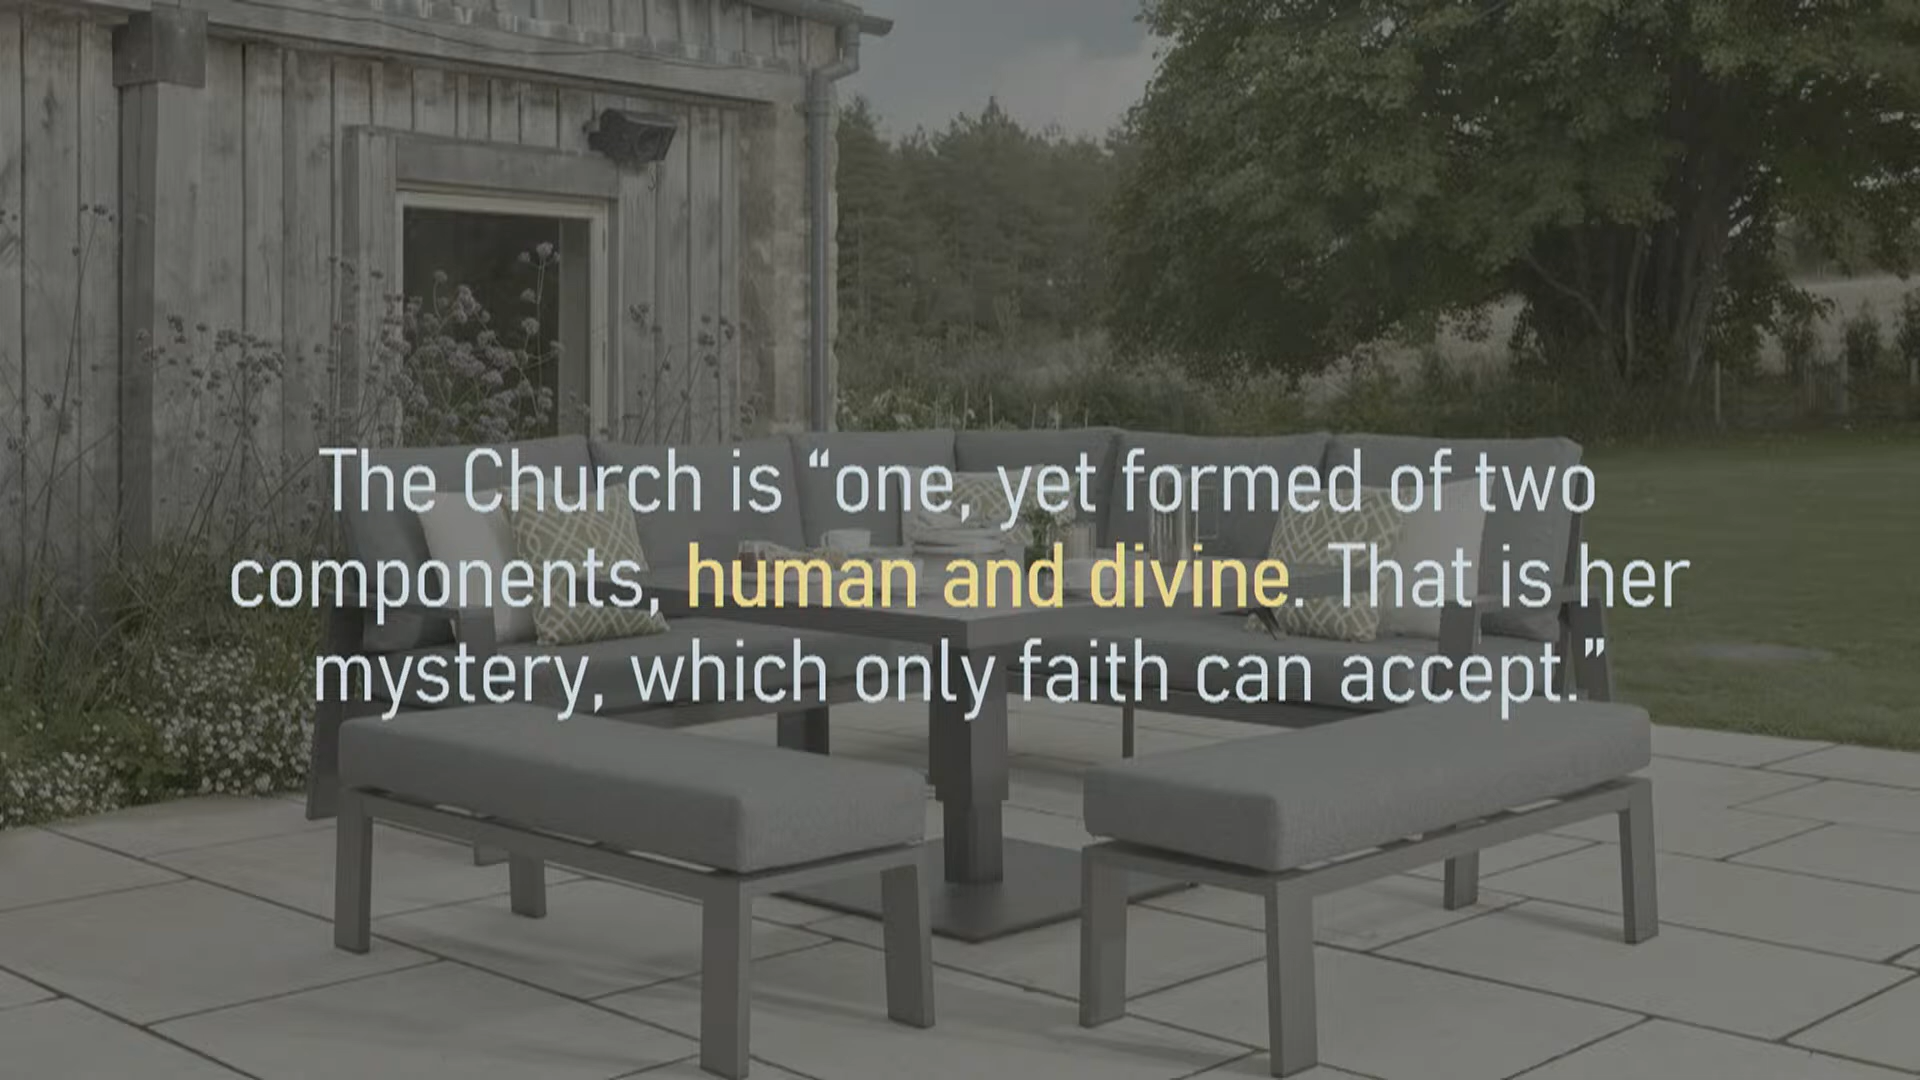 The Church is “one, yet formed of two
components, human and divine. That is her
mystery, which only faith can accept.”